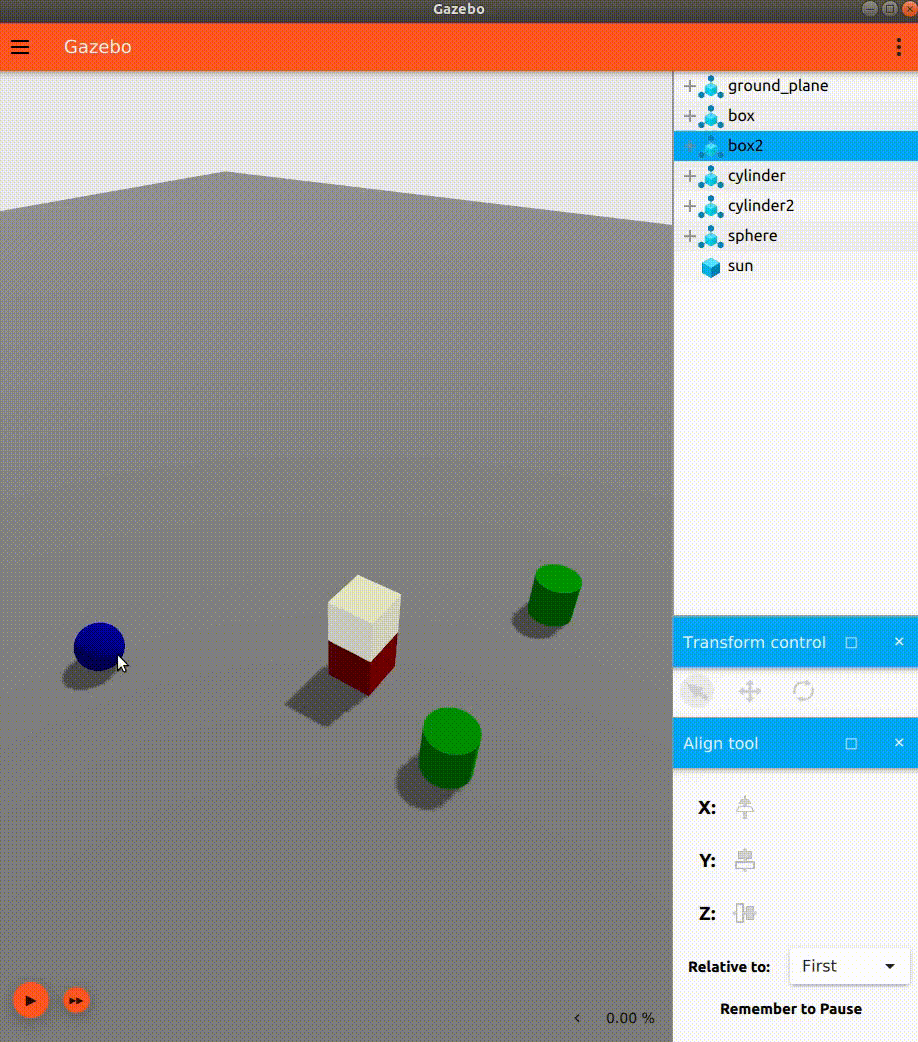 Gazebo
Gazebo
ground_plane
box
box2
cylinder
cylinder2
sphere
sun
Transform control
Align tool
X:
Y:
Z:
Relative to: First
Remember to Pause
0.00 %